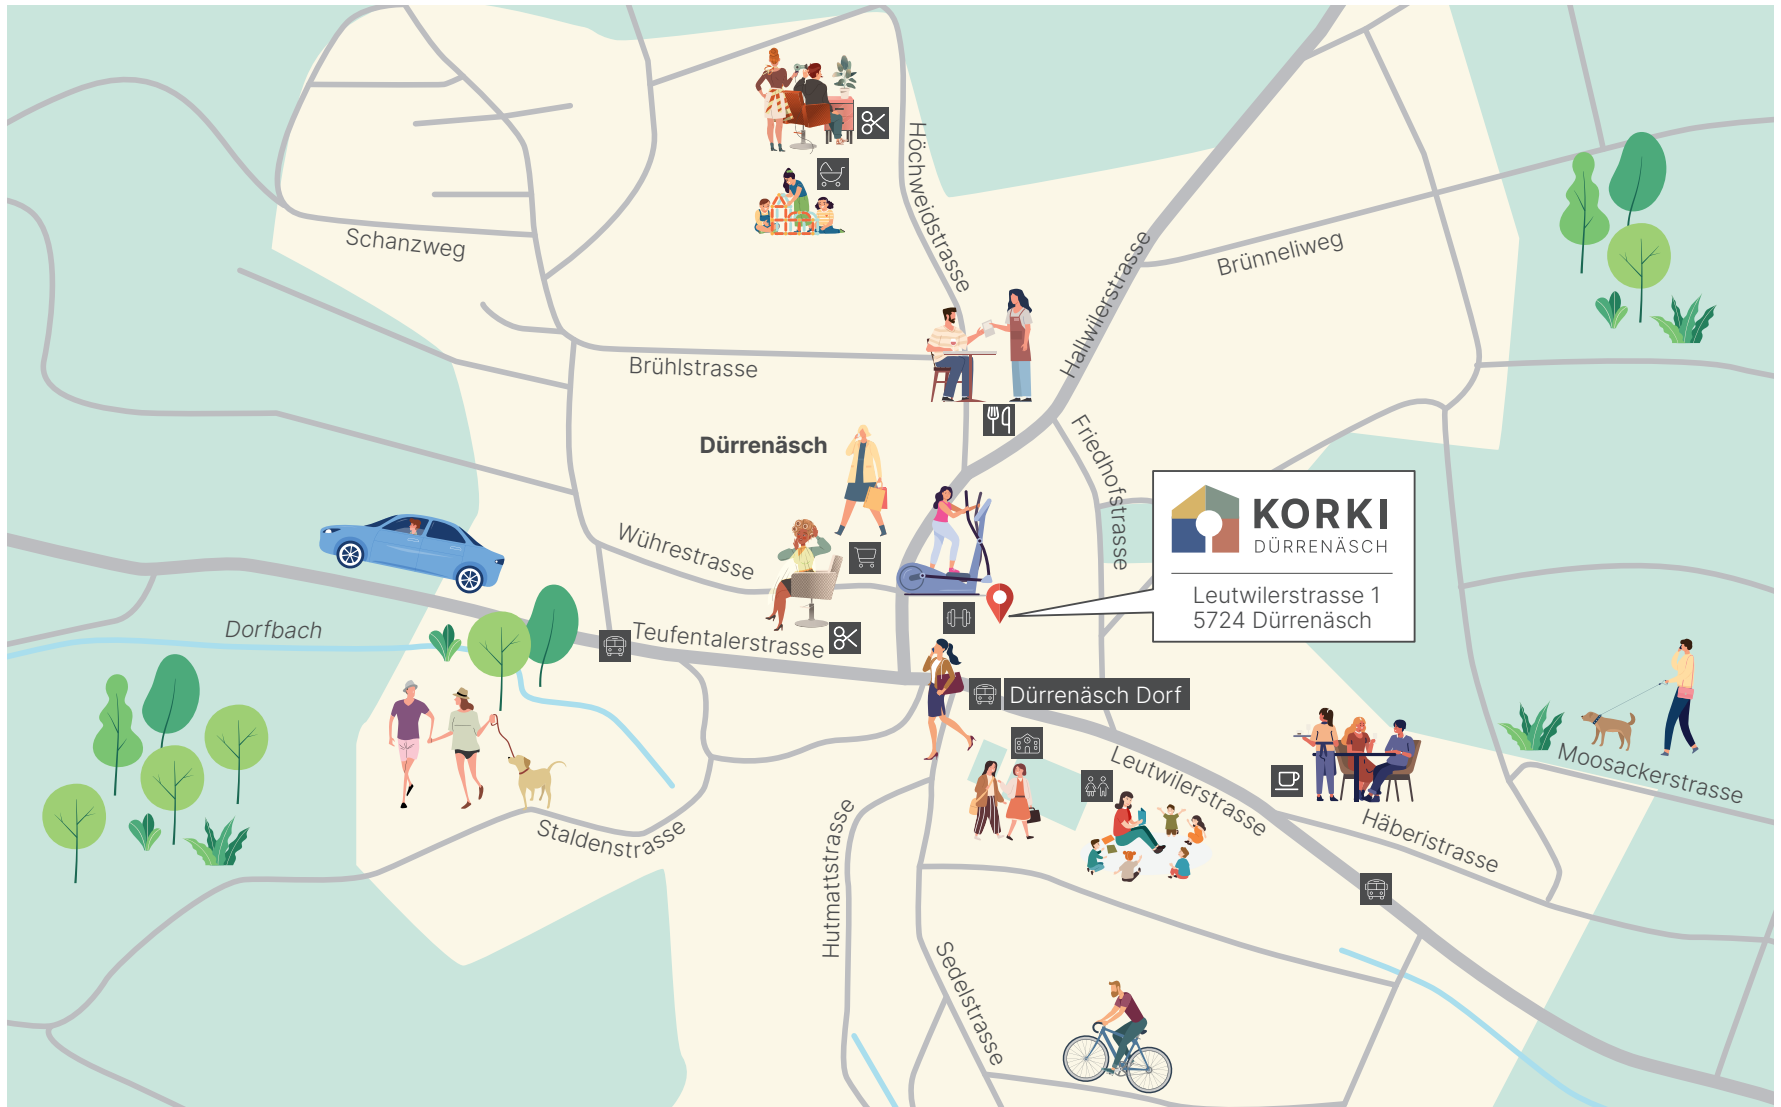 Höchweidstrasse
Schanzweg
Hallwilerstrasse
Brünneliweg
Brühlstrasse
Dürrenäsch
Friedhofstrasse
KORKI
DÜRRENÄSCH
Leutwilerstrasse 1
5724 Dürrenäsch
Wührestrasse
Dorfbach
Teufentalerstrasse
Dürrenäsch Dorf
Leutwilerstrasse
Moosackerstrasse
Häberistrasse
Staldenstrasse
Hutmattstrasse
Sedelstrasse